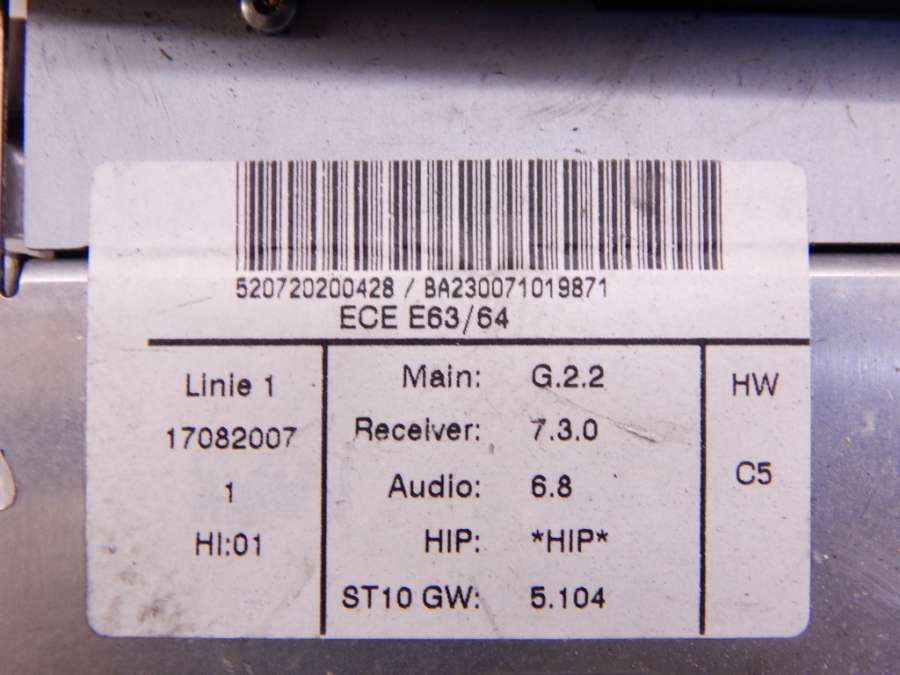 520720200428 / BA230071019871
ECE E63/64
Linie 1
17082007
1
HI:01
Main: G.2.2
Receiver: 7.3.0
Audio: 6.8
HIP: *HIP*
ST10 GW: 5.104
HW
C5